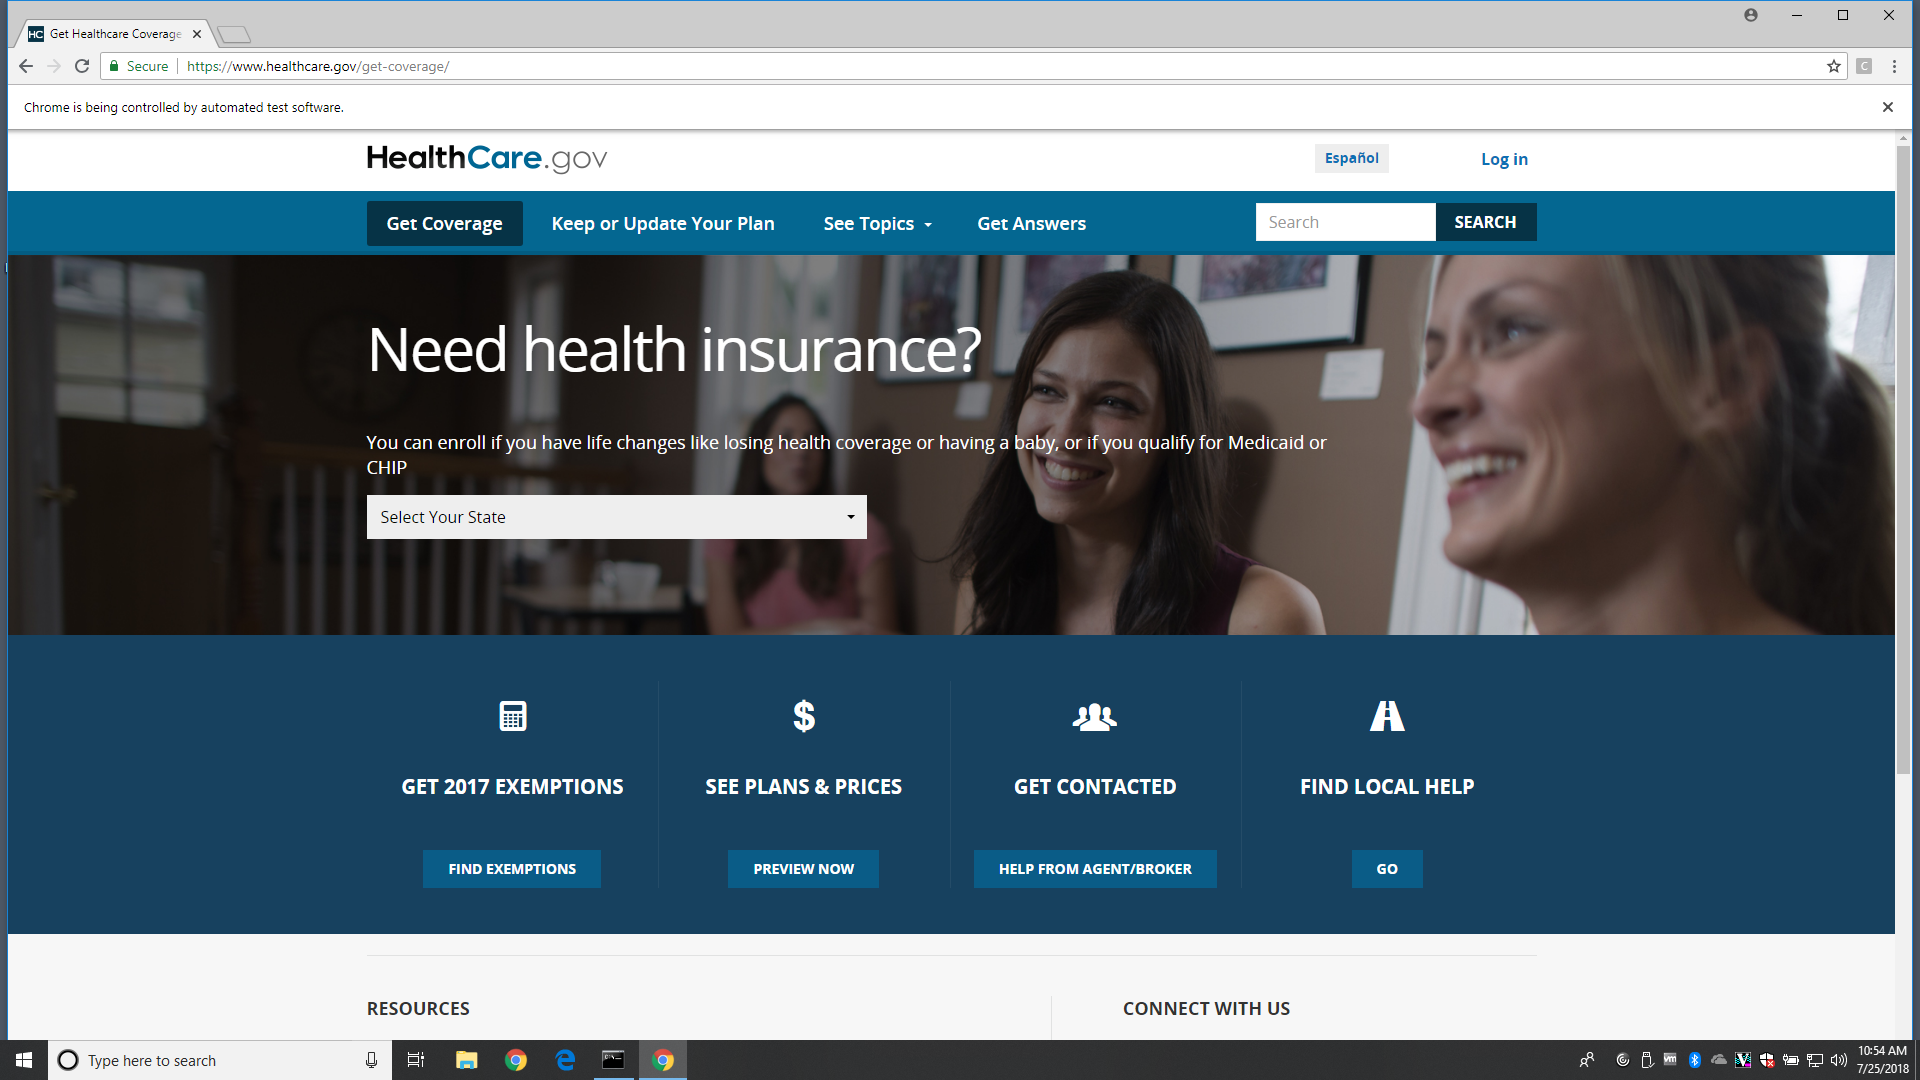 HC Get Healthcare Coverage
Secure https://www.healthcare.gov/get-coverage/
C
Chrome is being controlled by automated test software.
HealthCare.gov
Español
Log in
Get Coverage
Keep or Update Your Plan
See Topics
Get Answers
Search
SEARCH
Need health insurance?
You can enroll if you have life changes like losing health coverage or having a baby, or if you qualify for Medicaid or
CHIP
Select Your State
GET 2017 EXEMPTIONS
SEE PLANS & PRICES
GET CONTACTED
FIND LOCAL HELP
FIND EXEMPTIONS
PREVIEW NOW
HELP FROM AGENT/BROKER
GO
RESOURCES
CONNECT WITH US
Type here to search
10:54 AM
7/25/2018